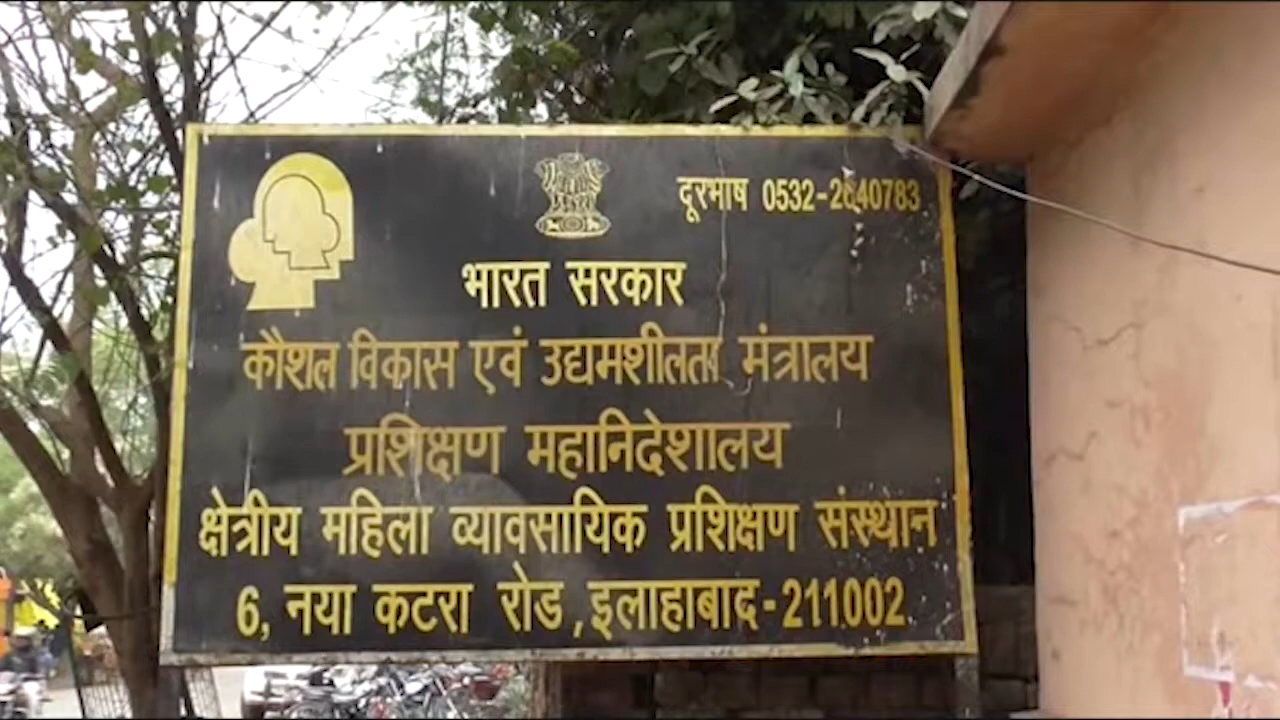 दूरभाष 0532-2640783
भारत सरकार
कौशल विकास एवं उद्यमशीलता मंत्रालय
प्रशिक्षण महानिदेशालय
क्षेत्रीय महिला व्यावसायिक प्रशिक्षण संस्थान
6, नया कटरा रोड, इलाहाबाद-211002